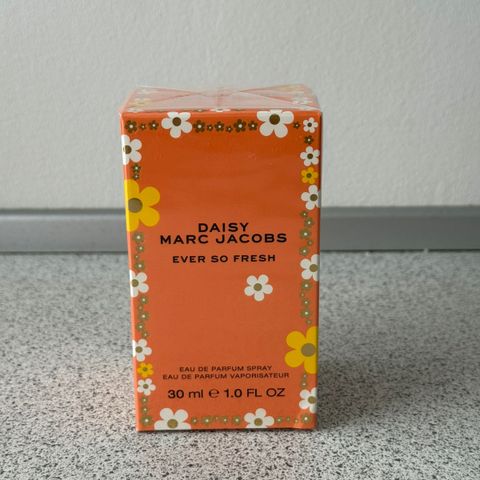 DAISY
MARC JACOBS
EVER SO FRESH
EAU DE PARFUM SPRAY
EAU DE PARFUM VAPORISATEUR
30 ml ℮ 1.0 FL OZ